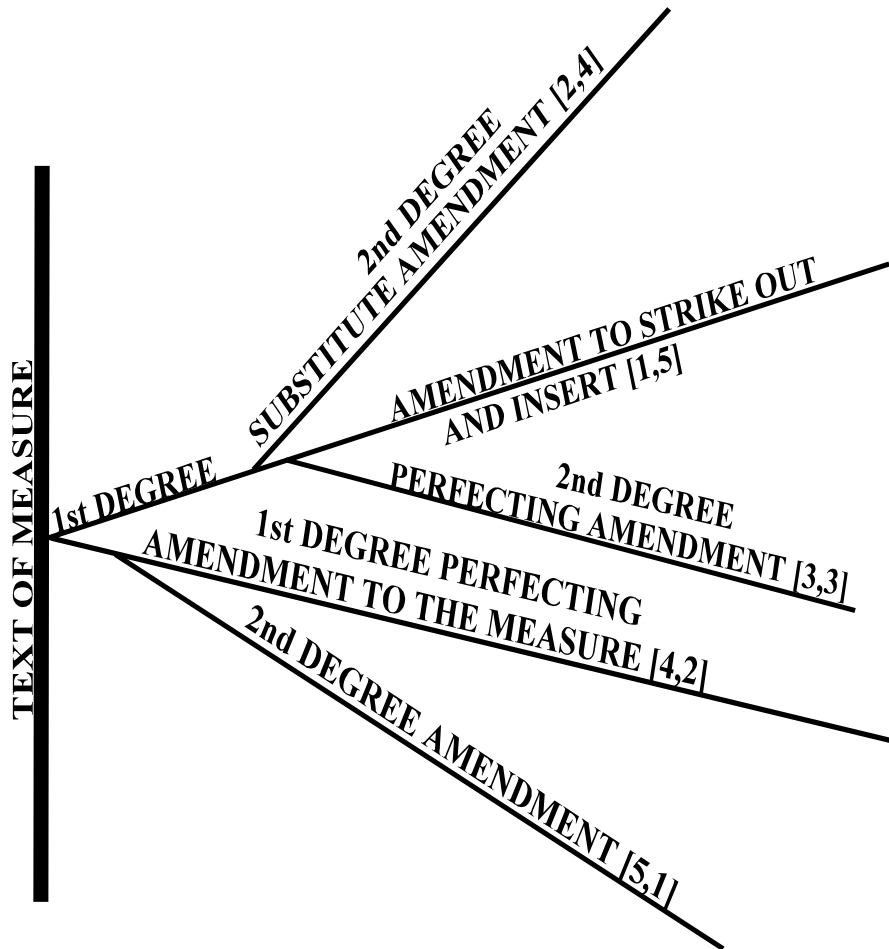 TEXT OF MEASURE
2nd DEGREE
SUBSTITUTE AMENDMENT [2,4]
1st DEGREE
AMENDMENT TO STRIKE OUT
AND INSERT [1,5]
2nd DEGREE
PERFECTING AMENDMENT [3,3]
1st DEGREE PERFECTING
AMENDMENT TO THE MEASURE [4,2]
2nd DEGREE AMENDMENT [5,1]